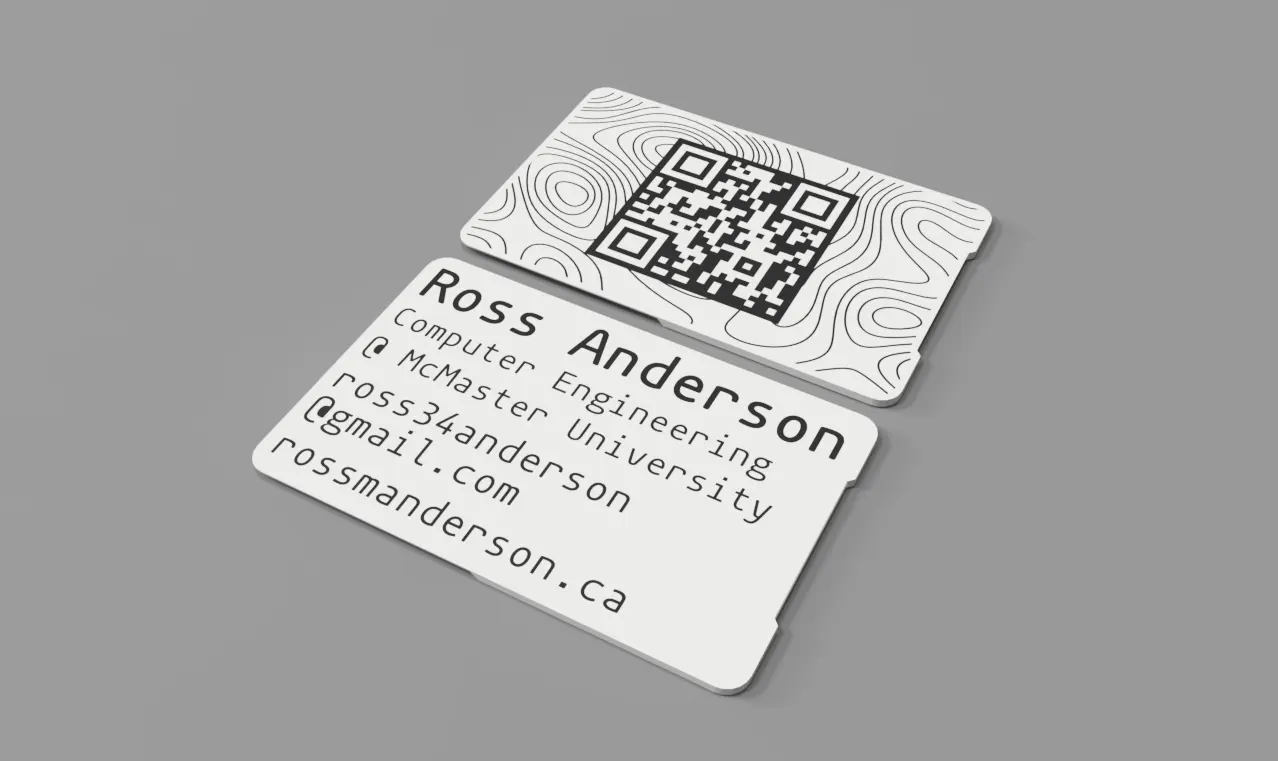 Ross Anderson
Computer Engineering
@ McMaster University
ross34anderson
@gmail.com
rossmanderson.ca